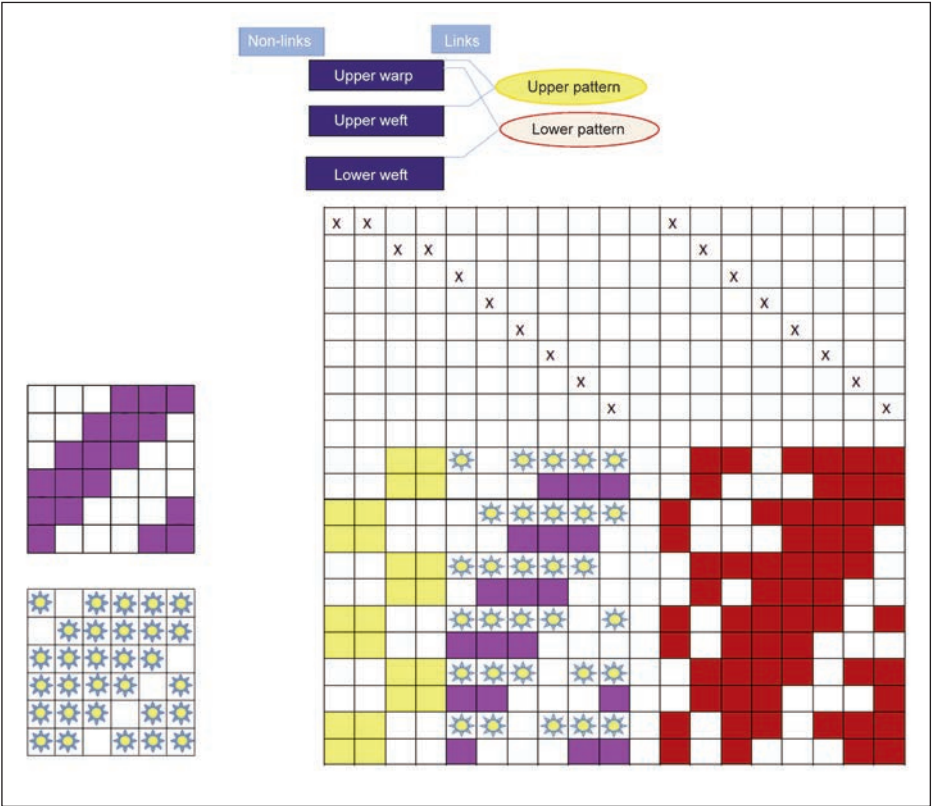 Non-links
Links
Upper warp
Upper pattern
Upper weft
Lower pattern
Lower weft
x x x
x x x
x x
x x
x x
x x
x x
x x